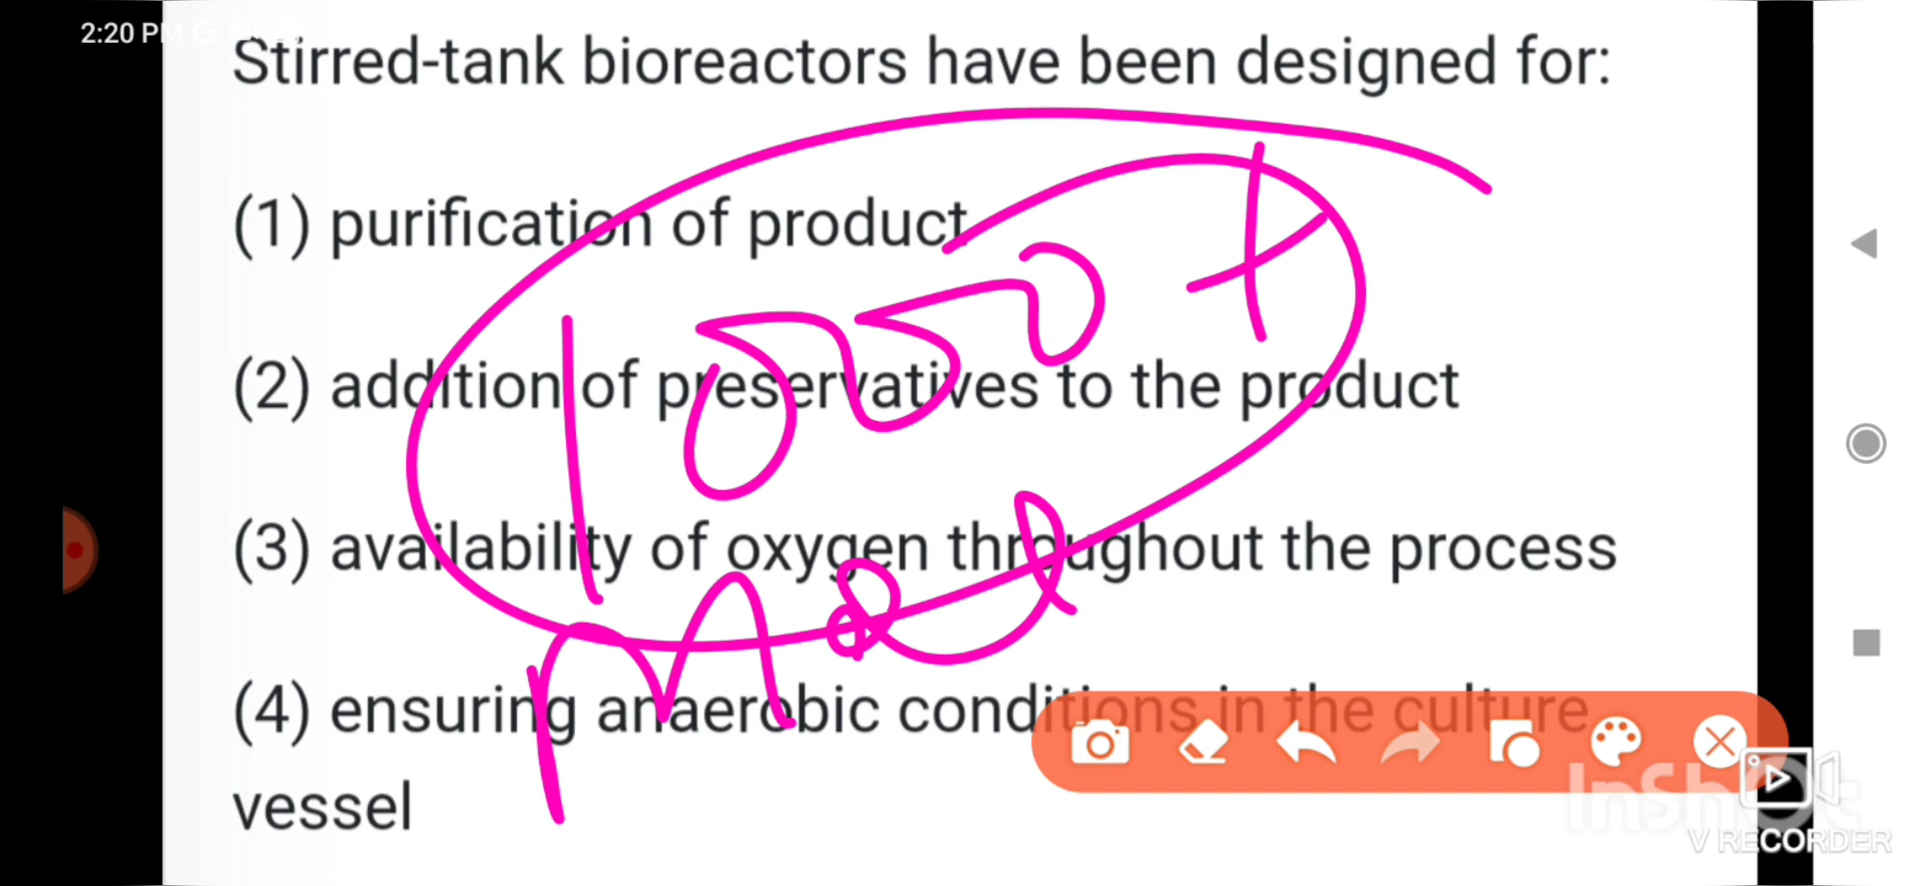 2:20 PM G
Stirred-tank bioreactors have been designed for:
(1) purification of product
1000+
(2) addition of preservatives to the product
(3) availability of oxygen throughout the process
(4) ensuring anaerobic conditions in the culture
vessel
InShot
V RECORDER